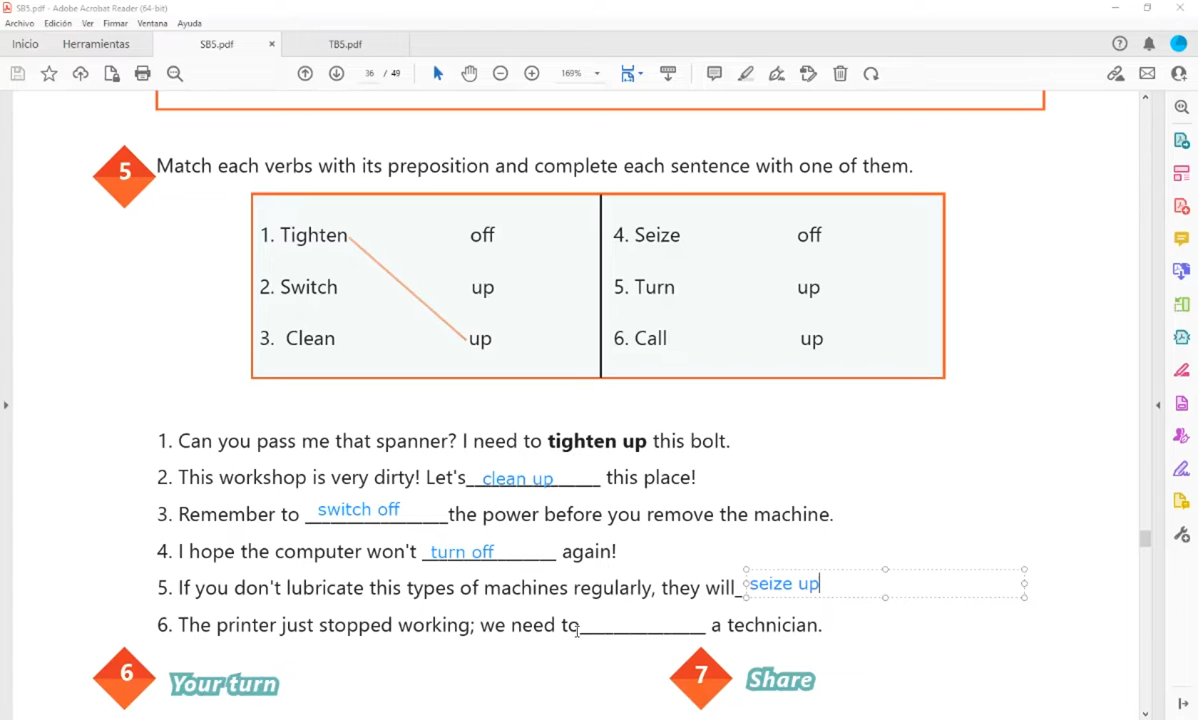 SB5.pdf - Adobe Acrobat Reader (64-bit)
Archivo Edición Ver Firmar Ventana Ayuda
Inicio Herramientas SB5.pdf × TB5.pdf
36 / 49 169%
5 Match each verbs with its preposition and complete each sentence with one of them.
1. Tighten off 4. Seize off
2. Switch up 5. Turn up
3. Clean up 6. Call up
1. Can you pass me that spanner? I need to tighten up this bolt.
2. This workshop is very dirty! Let's_clean up_ this place!
3. Remember to switch off the power before you remove the machine.
4. I hope the computer won't turn off again!
5. If you don't lubricate this types of machines regularly, they will_ seize up
6. The printer just stopped working; we need to____________ a technician.
6 Your turn 7 Share